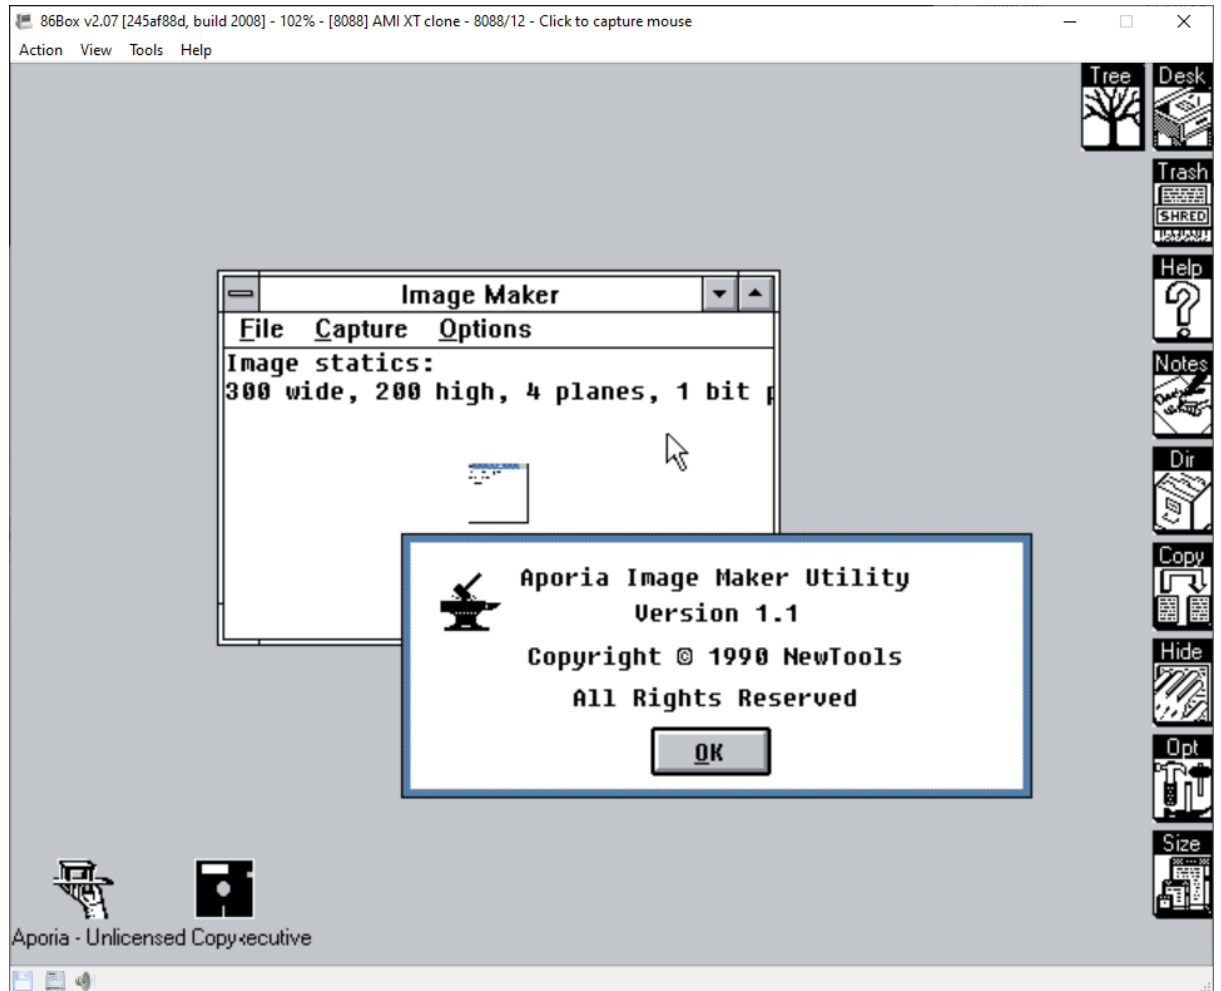 86Box v2.07 [245af88d, build 2008] - 102% - [8088] AMI XT clone - 8088/12 - Click to capture mouse
Action View Tools Help
Tree Desk
Trash
SHRED
Help
Notes
Dir
Copy
Hide
Opt
Size
Image Maker
File Capture Options
Image statics:
300 wide, 200 high, 4 planes, 1 bit
Aporia Image Maker Utility
Version 1.1
Copyright © 1990 NewTools
All Rights Reserved
OK
Aporia - Unlicensed Copy ecutive